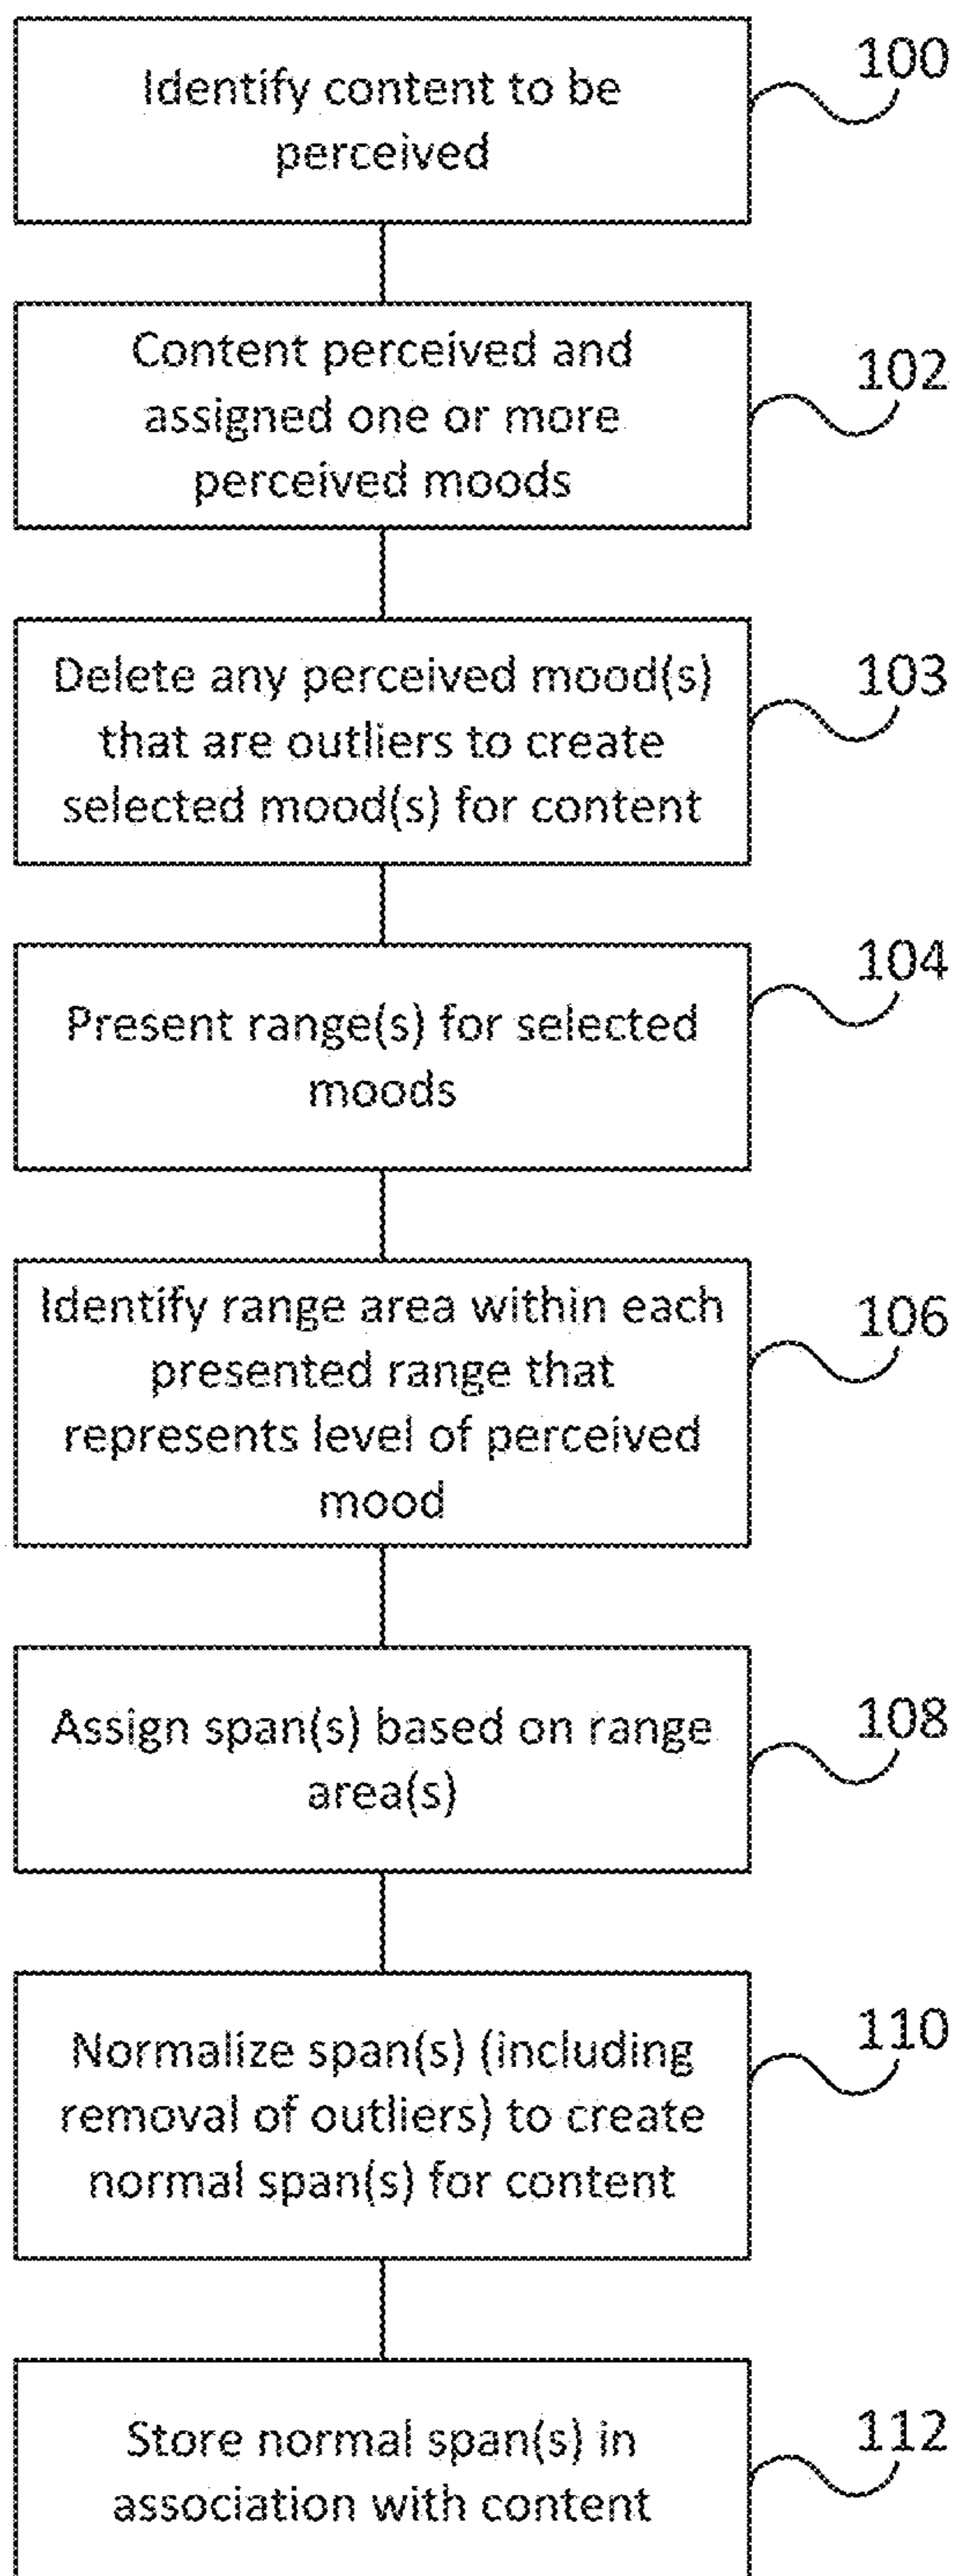 Identify content to be
perceived
100
Content perceived and
assigned one or more
perceived moods
102
Delete any perceived mood(s)
that are outliers to create
selected mood(s) for content
103
Present range(s) for selected
moods
104
Identify range area within each
presented range that
represents level of perceived
mood
106
Assign span(s) based on range
area(s)
108
Normalize span(s) (including
removal of outliers) to create
normal span(s) for content
110
Store normal span(s) in
association with content
112